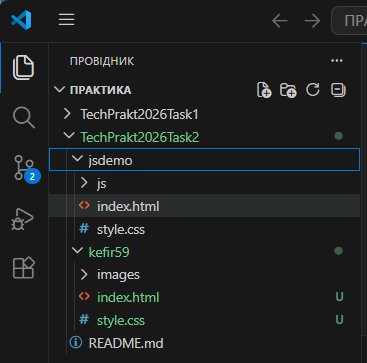 ПРА
ПРОВІДНИК
ПРАКТИКА
TechPrakt2026Task1
TechPrakt2026Task2
jsdemo
js
index.html
style.css
kefir59
images
index.html U
style.css U
README.md
2